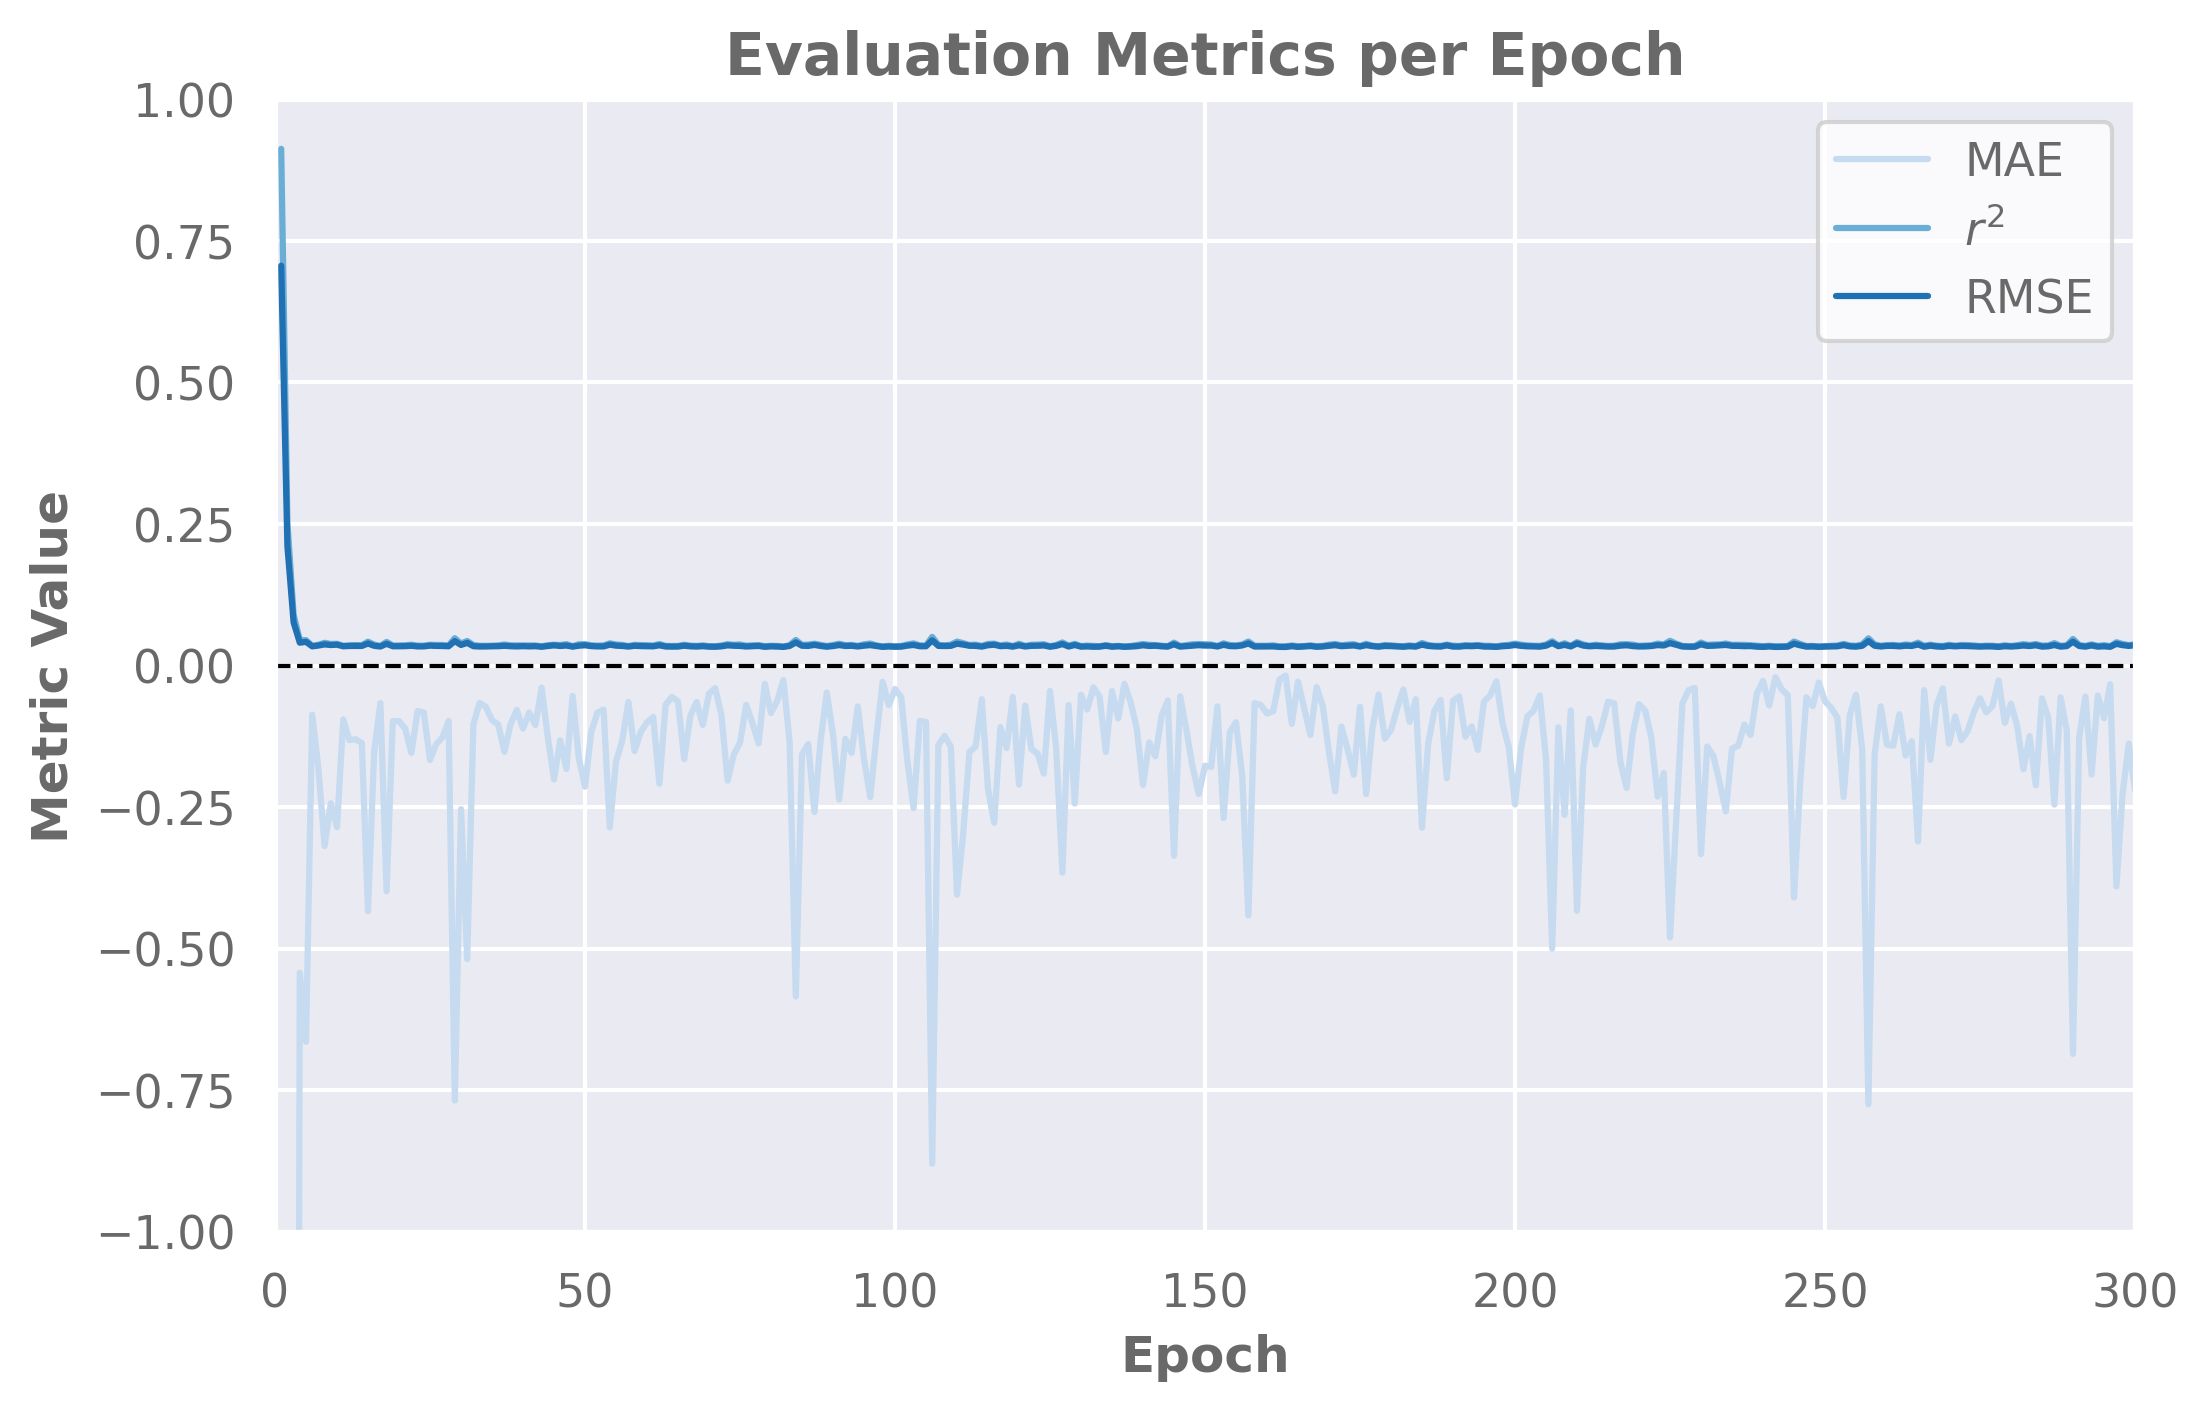 Evaluation Metrics per Epoch
1.00
0.75
0.50
0.25
0.00
−0.25
−0.50
−0.75
−1.00
Metric Value
MAE
r²
RMSE
0 50 100 150 200 250 300
Epoch